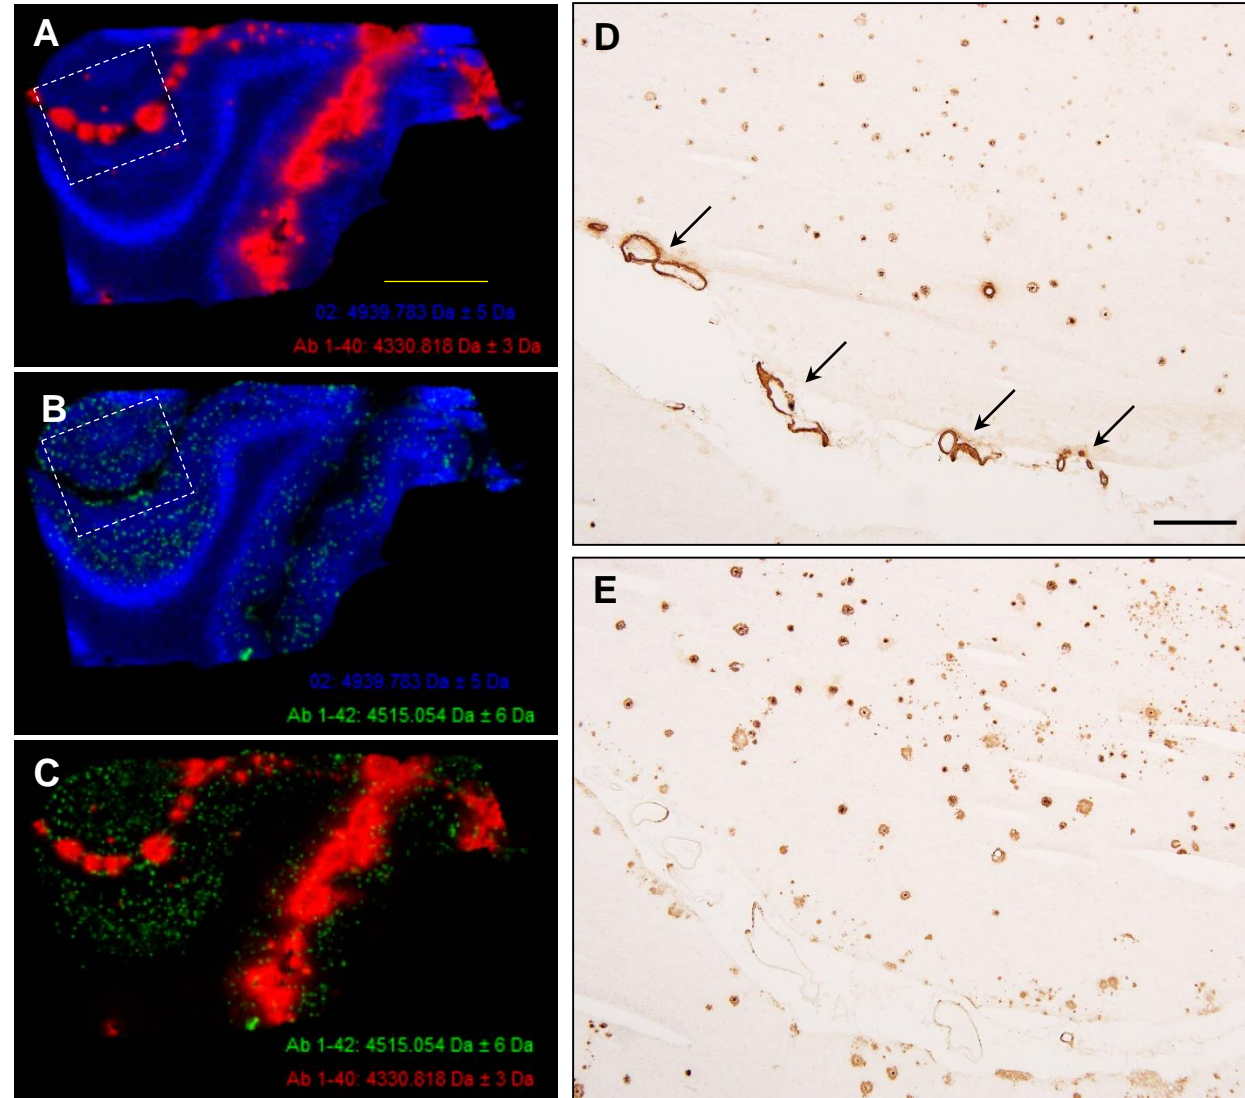 A
02: 4939.783 Da ± 5 Da
Ab 1-40: 4330.818 Da ± 3 Da
B
02: 4939.783 Da ± 5 Da
Ab 1-42: 4515.054 Da ± 6 Da
C
Ab 1-42: 4515.054 Da ± 6 Da
Ab 1-40: 4330.818 Da ± 3 Da
D
E